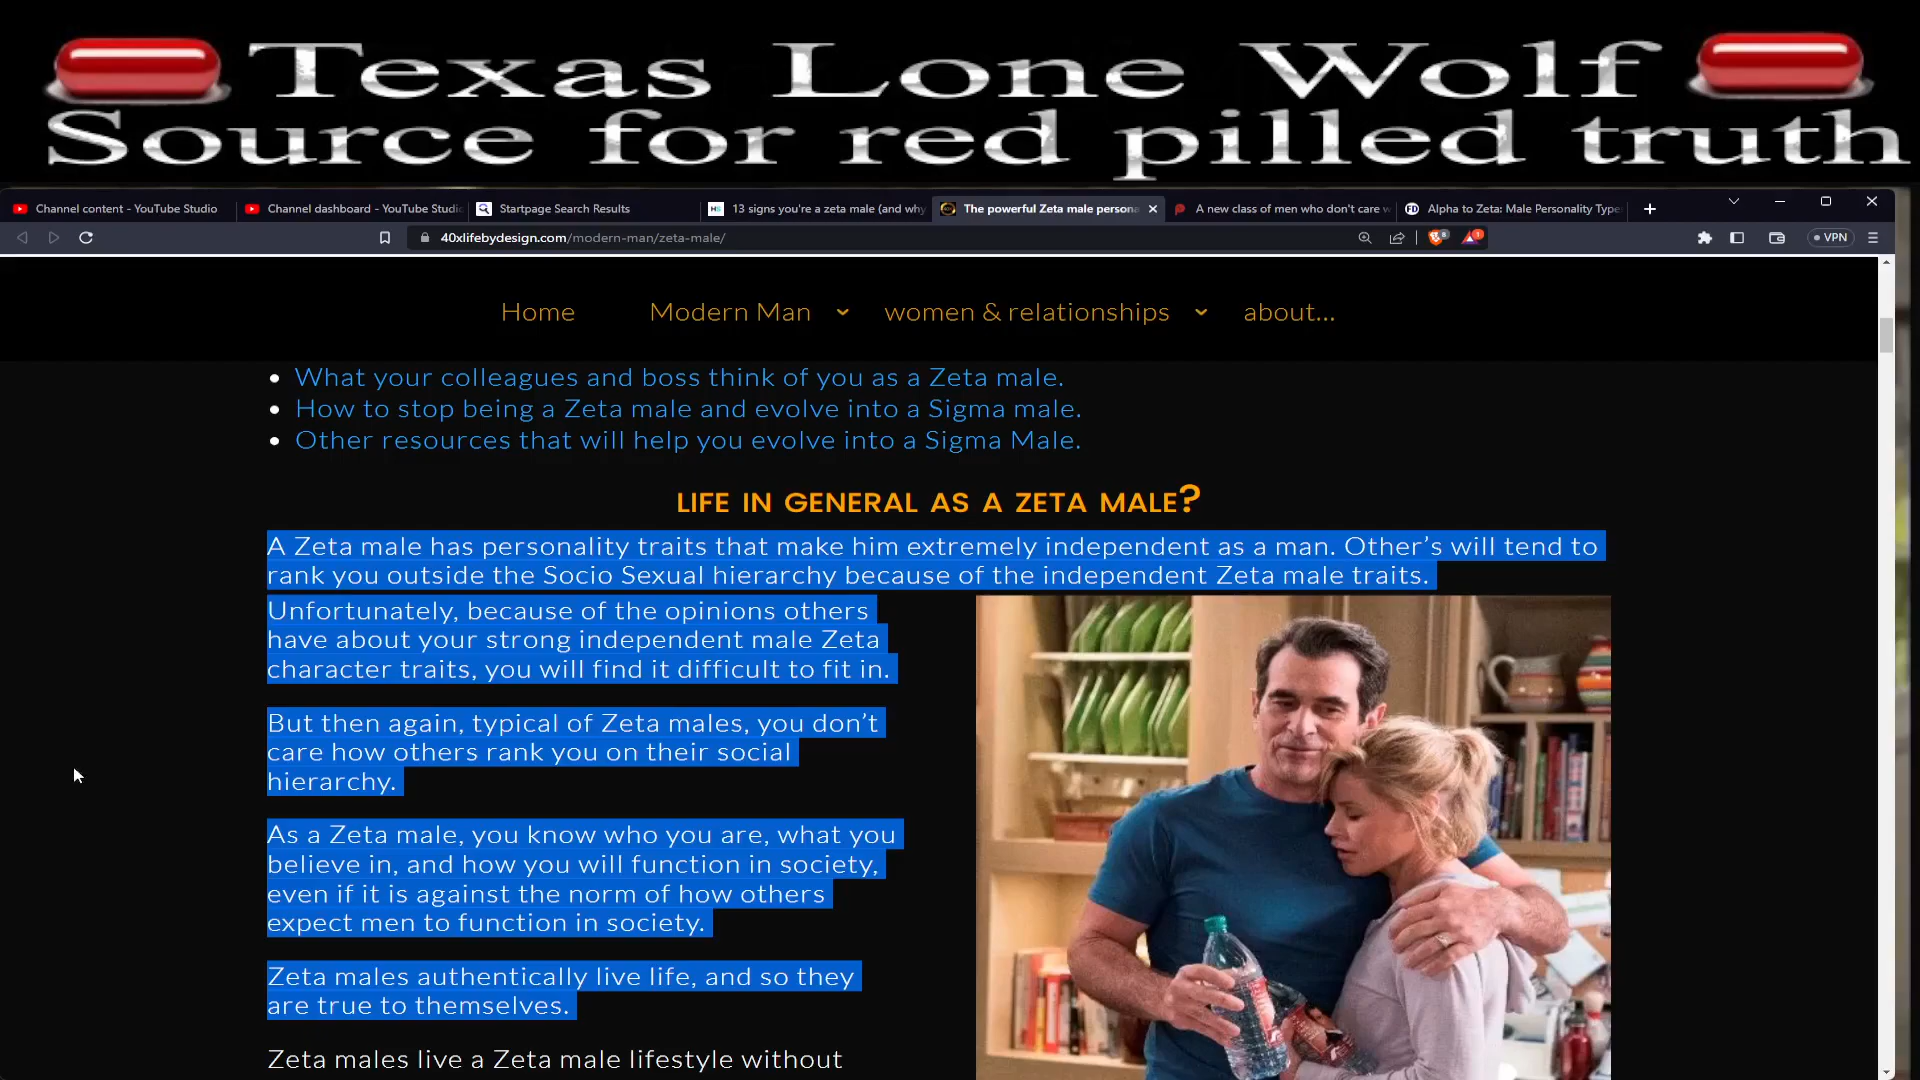 Texas Lone Wolf
Source for red pilled truth
Channel content - YouTube Studio
Channel dashboard - YouTube Studio
Startpage Search Results
13 signs you're a zeta male (and why
The powerful Zeta male persona
A new class of men who don't care w
Alpha to Zeta: Male Personality Type
40xlifebydesign.com/modern-man/zeta-male/
VPN
Home
Modern Man
women & relationships
about...
What your colleagues and boss think of you as a Zeta male.
How to stop being a Zeta male and evolve into a Sigma male.
Other resources that will help you evolve into a Sigma Male.
LIFE IN GENERAL AS A ZETA MALE?
A Zeta male has personality traits that make him extremely independent as a man. Other’s will tend to
rank you outside the Socio Sexual hierarchy because of the independent Zeta male traits.
Unfortunately, because of the opinions others
have about your strong independent male Zeta
character traits, you will find it difficult to fit in.
But then again, typical of Zeta males, you don’t
care how others rank you on their social
hierarchy.
As a Zeta male, you know who you are, what you
believe in, and how you will function in society,
even if it is against the norm of how others
expect men to function in society.
Zeta males authentically live life, and so they
are true to themselves.
Zeta males live a Zeta male lifestyle without